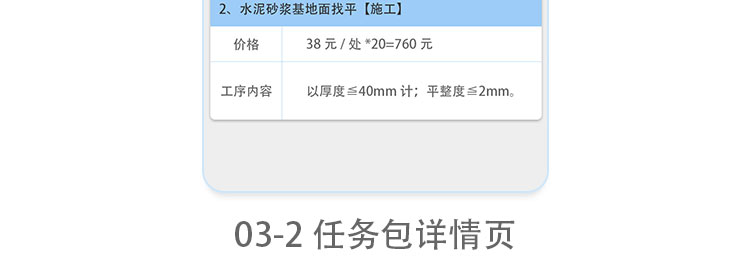 2、水泥砂浆基地面找平【施工】
价格 38 元 / 处 *20=760 元
工序内容 以厚度≦40mm 计；平整度≦2mm。
03-2 任务包详情页